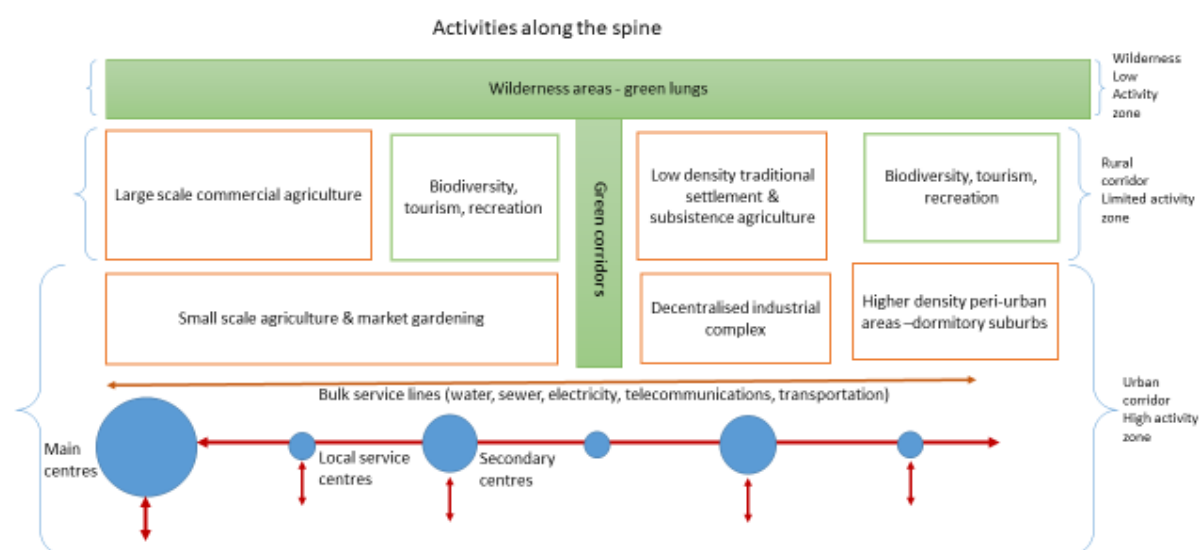 Activities along the spine
Wilderness areas - green lungs
Wilderness
Low
Activity
zone
Large scale commercial agriculture
Biodiversity,
tourism, recreation
Green corridors
Low density traditional
settlement &
subsistence agriculture
Biodiversity, tourism,
recreation
Rural
corridor
Limited activity
zone
Small scale agriculture & market gardening
Decentralised industrial
complex
Higher density peri-urban
areas –dormitory suburbs
Bulk service lines (water, sewer, electricity, telecommunications, transportation)
Urban
corridor
High activity
zone
Main
centres
Local service
centres
Secondary
centres